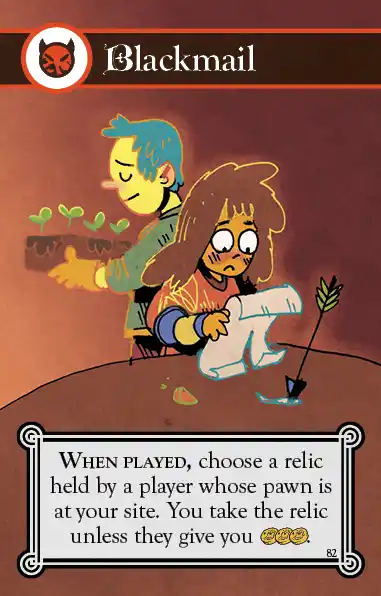 Blackmail
WHEN PLAYED, choose a relic
held by a player whose pawn is
at your site. You take the relic
unless they give you .
82